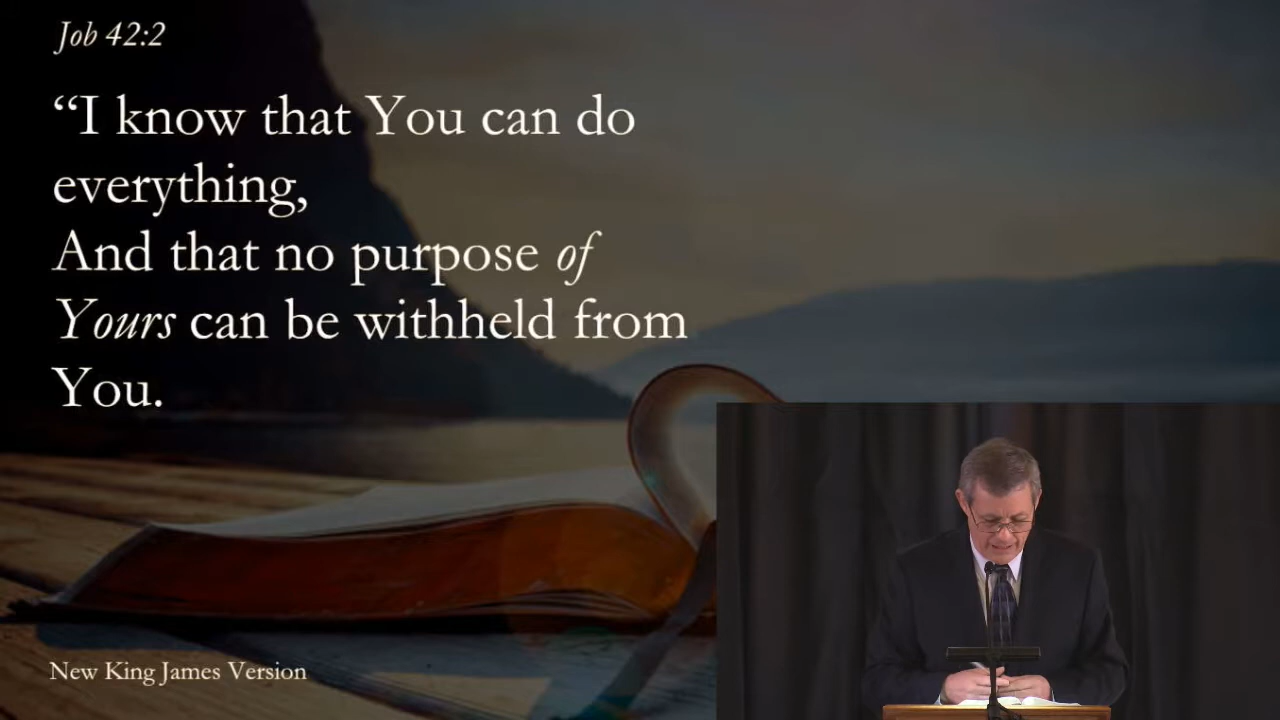 Job 42:2
“I know that You can do
everything,
And that no purpose of
Yours can be withheld from
You.
New King James Version